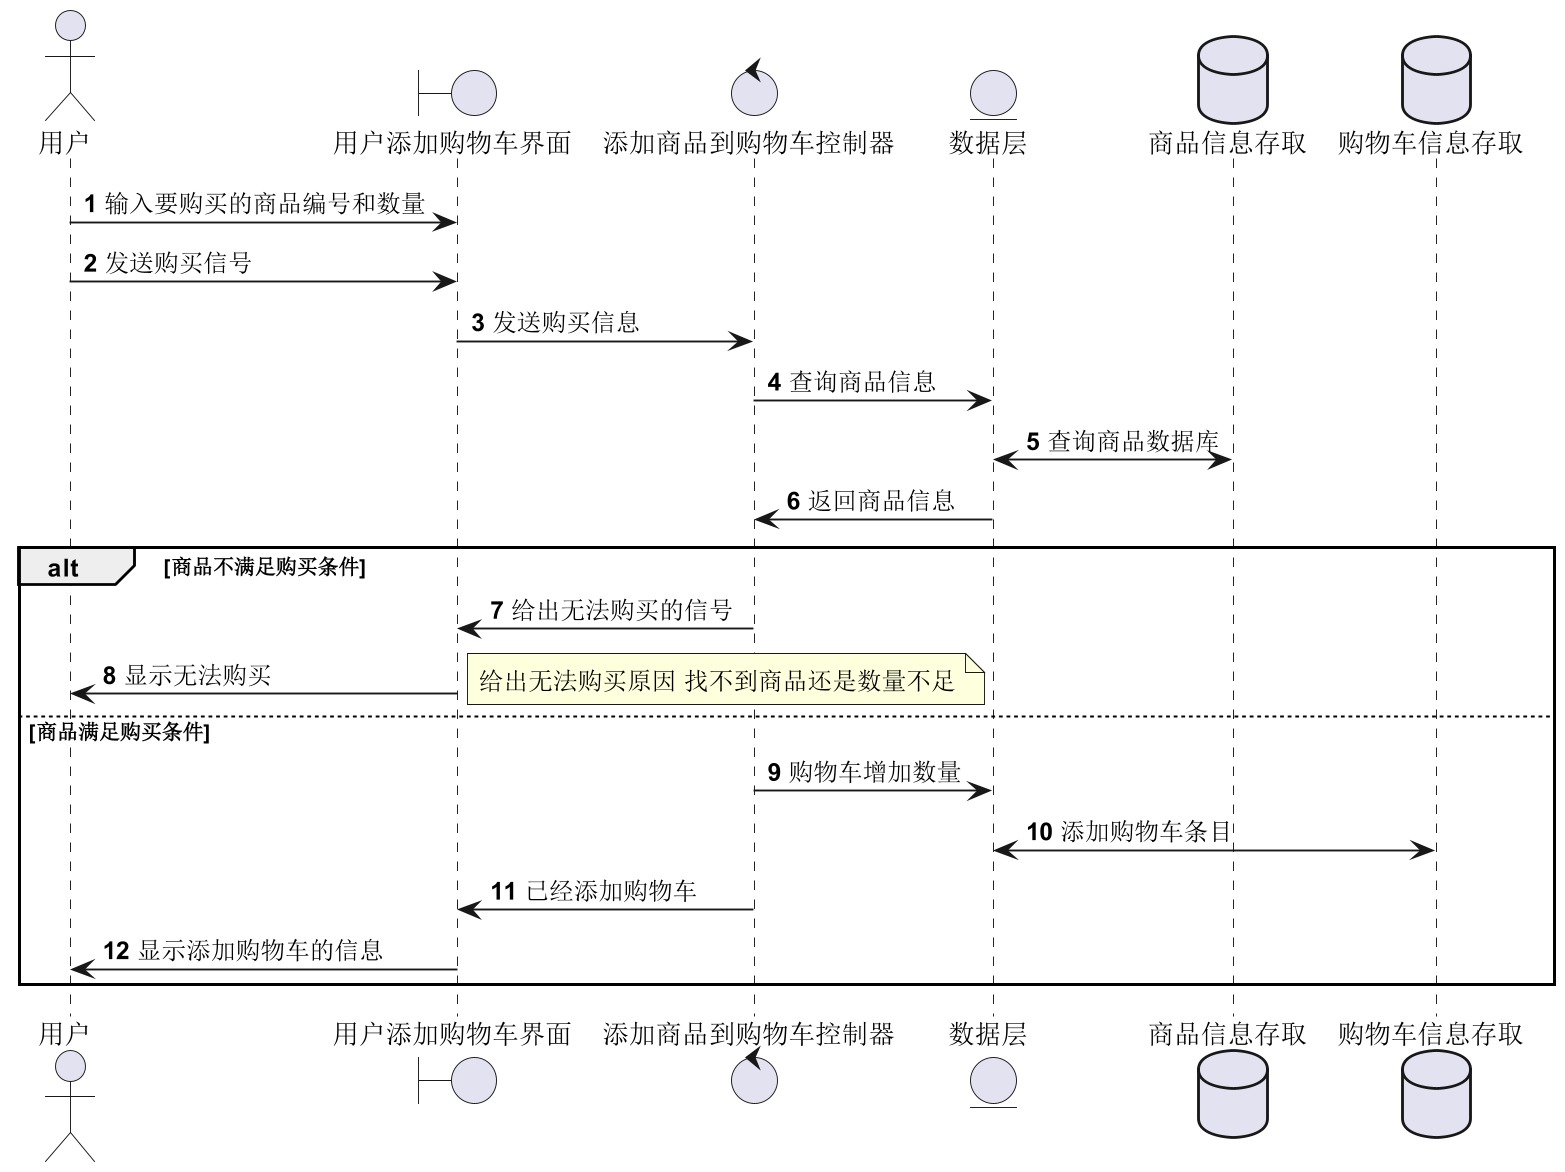 用户
用户添加购物车界面
添加商品到购物车控制器
数据层
商品信息存取
购物车信息存取
1 输入要购买的商品编号和数量
2 发送购买信号
3 发送购买信息
4 查询商品信息
5 查询商品数据库
6 返回商品信息
alt [商品不满足购买条件]
7 给出无法购买的信号
8 显示无法购买
给出无法购买原因 找不到商品还是数量不足
[商品满足购买条件]
9 购物车增加数量
10 添加购物车条目
11 已经添加购物车
12 显示添加购物车的信息
用户
用户添加购物车界面
添加商品到购物车控制器
数据层
商品信息存取
购物车信息存取